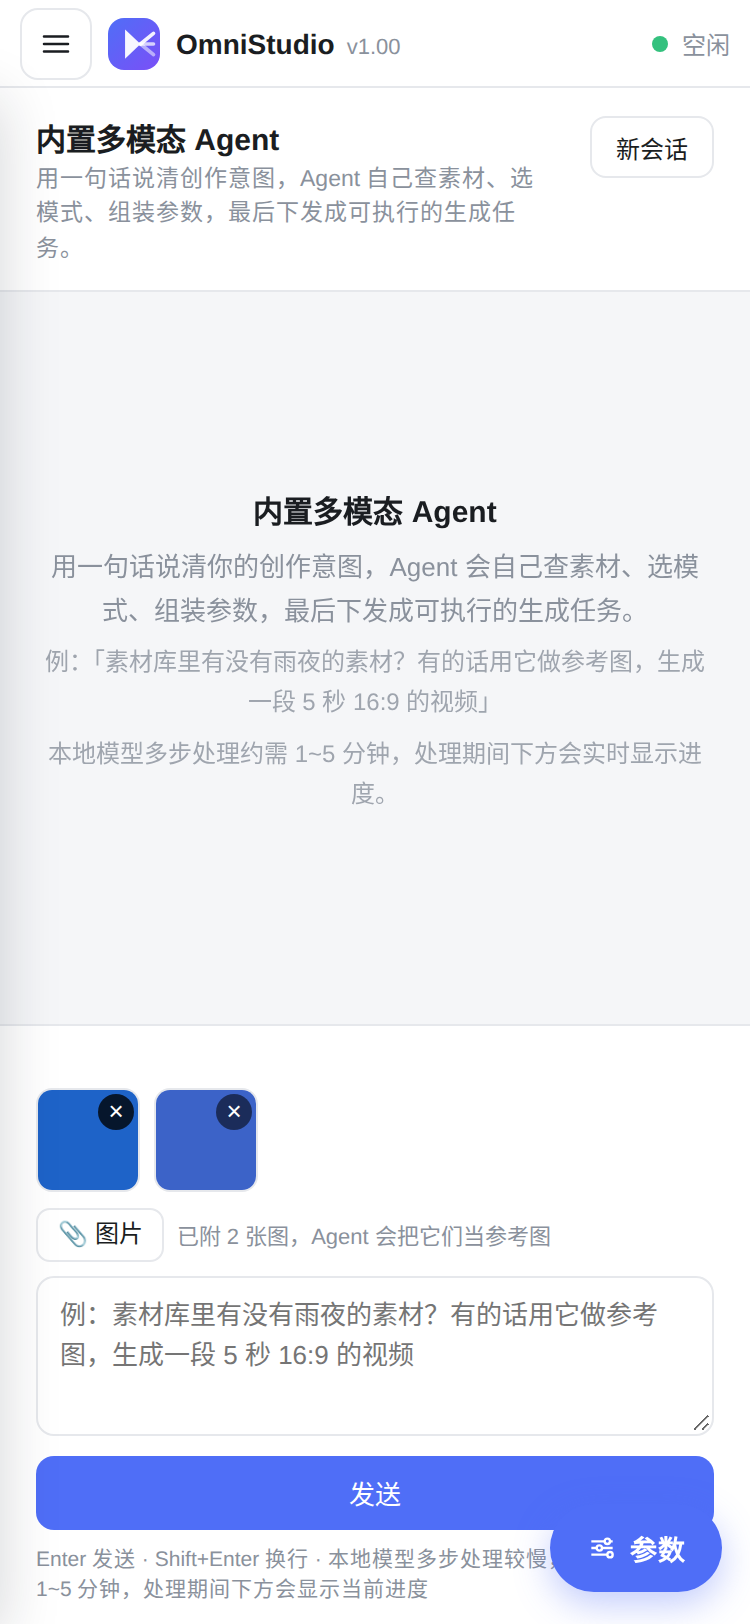 OmniStudio v1.00
空闲
内置多模态 Agent
新会话
用一句话说清创作意图，Agent 自己查素材、选
模式、组装参数，最后下发成可执行的生成任
务。
内置多模态 Agent
用一句话说清你的创作意图，Agent 会自己查素材、选模
式、组装参数，最后下发成可执行的生成任务。
例：「素材库里有没有雨夜的素材？有的话用它做参考图，生成
一段 5 秒 16:9 的视频」
本地模型多步处理约需 1~5 分钟，处理期间下方会实时显示进
度。
图片
已附 2 张图，Agent 会把它们当参考图
例：素材库里有没有雨夜的素材？有的话用它做参考
图，生成一段 5 秒 16:9 的视频
发送
Enter 发送 · Shift+Enter 换行 · 本地模型多步处理较慢，
1~5 分钟，处理期间下方会显示当前进度
参数